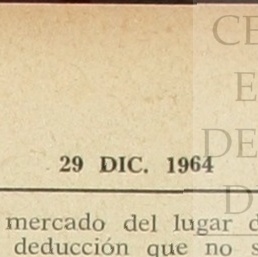 CE
E
DE
D
29 DIC. 1964
mercado del lugar d
deducción que no s